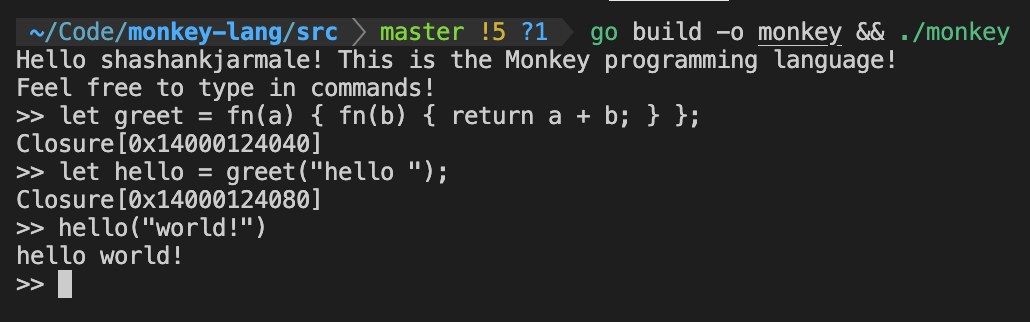 ~/Code/monkey-lang/src master !5 ?1 go build -o monkey && ./monkey
Hello shashankjarmale! This is the Monkey programming language!
Feel free to type in commands!
>> let greet = fn(a) { fn(b) { return a + b; } };
Closure[0x14000124040]
>> let hello = greet("hello ");
Closure[0x14000124080]
>> hello("world!")
hello world!
>>